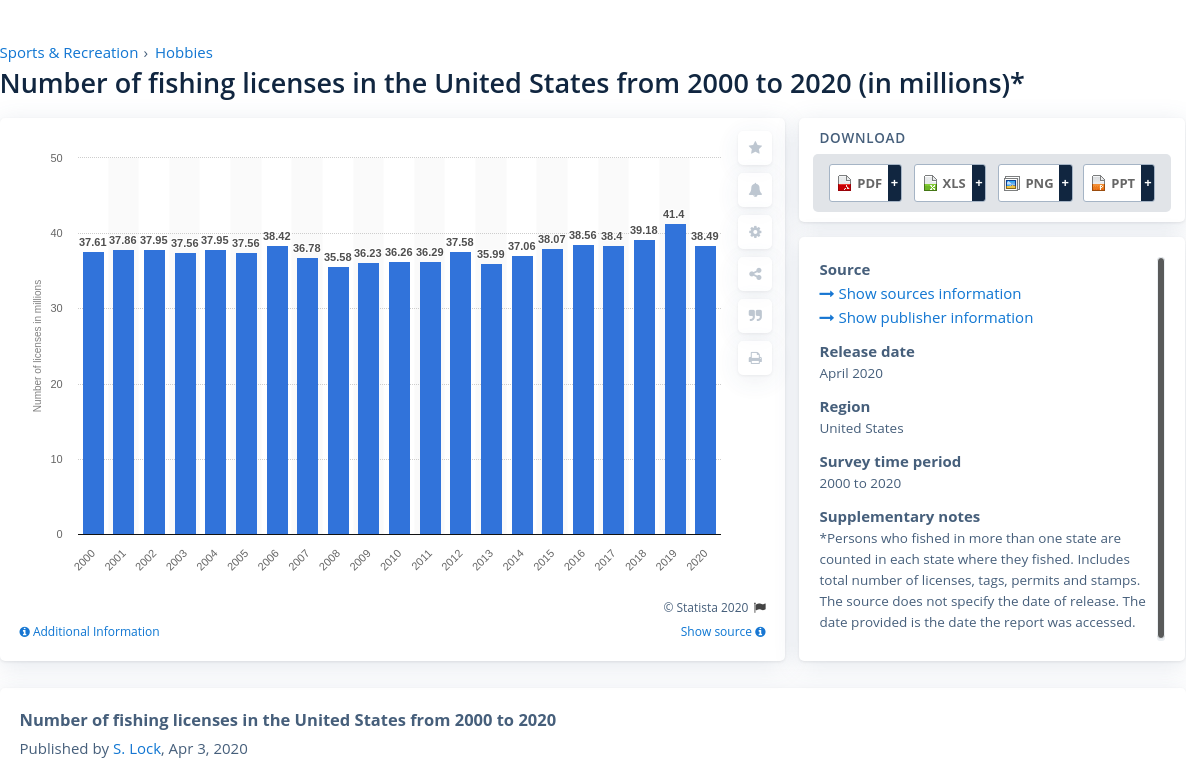 Sports & Recreation › Hobbies
Number of fishing licenses in the United States from 2000 to 2020 (in millions)*
50
40
30
20
10
0
Number of licenses in millions
37.61 37.86 37.95 37.56 37.95 37.56 38.42 36.78 35.58 36.23 36.26 36.29 37.58 35.99 37.06 38.07 38.56 38.4 39.18 41.4 38.49
2000 2001 2002 2003 2004 2005 2006 2007 2008 2009 2010 2011 2012 2013 2014 2015 2016 2017 2018 2019 2020
© Statista 2020
Additional Information
Show source
DOWNLOAD
PDF + XLS + PNG + PPT +
Source
Show sources information
Show publisher information
Release date
April 2020
Region
United States
Survey time period
2000 to 2020
Supplementary notes
*Persons who fished in more than one state are
counted in each state where they fished. Includes
total number of licenses, tags, permits and stamps.
The source does not specify the date of release. The
date provided is the date the report was accessed.
Number of fishing licenses in the United States from 2000 to 2020
Published by S. Lock, Apr 3, 2020